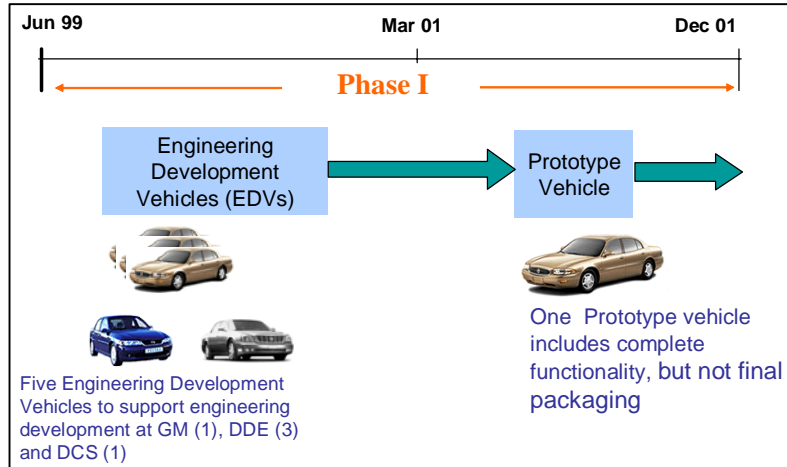 Jun 99
Mar 01
Dec 01
Phase I
Engineering
Development
Vehicles (EDVs)
Prototype
Vehicle
Five Engineering Development
Vehicles to support engineering
development at GM (1), DDE (3)
and DCS (1)
One Prototype vehicle
includes complete
functionality, but not final
packaging